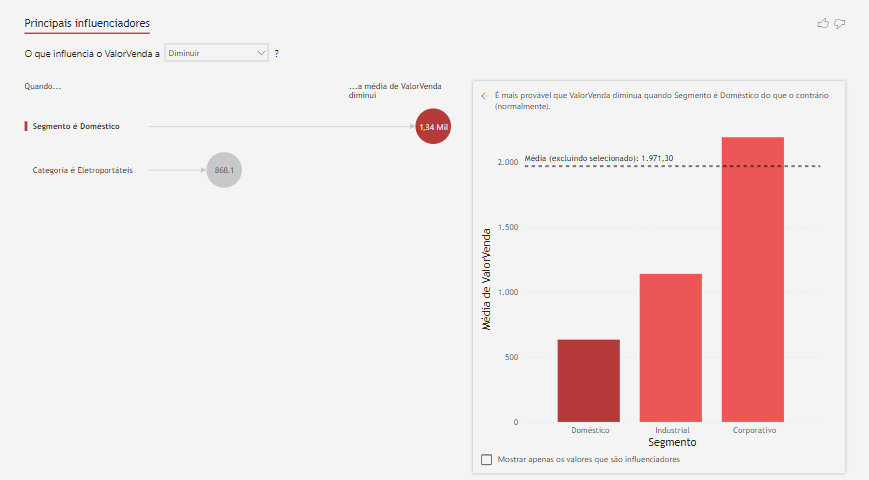 Principais influenciadores
O que influencia o ValorVenda a Diminuir ?
Quando...
...a média de ValorVenda
diminui
Segmento é Doméstico
1,34 Mil
Categoria é Eletroportáteis
868,1
É mais provável que ValorVenda diminua quando Segmento é Doméstico do que o contrário
(normalmente).
Média (excluindo selecionado): 1.971,30
2.000
1.500
1.000
500
0
Média de ValorVenda
Doméstico Industrial Corporativo
Segmento
Mostrar apenas os valores que são influenciadores